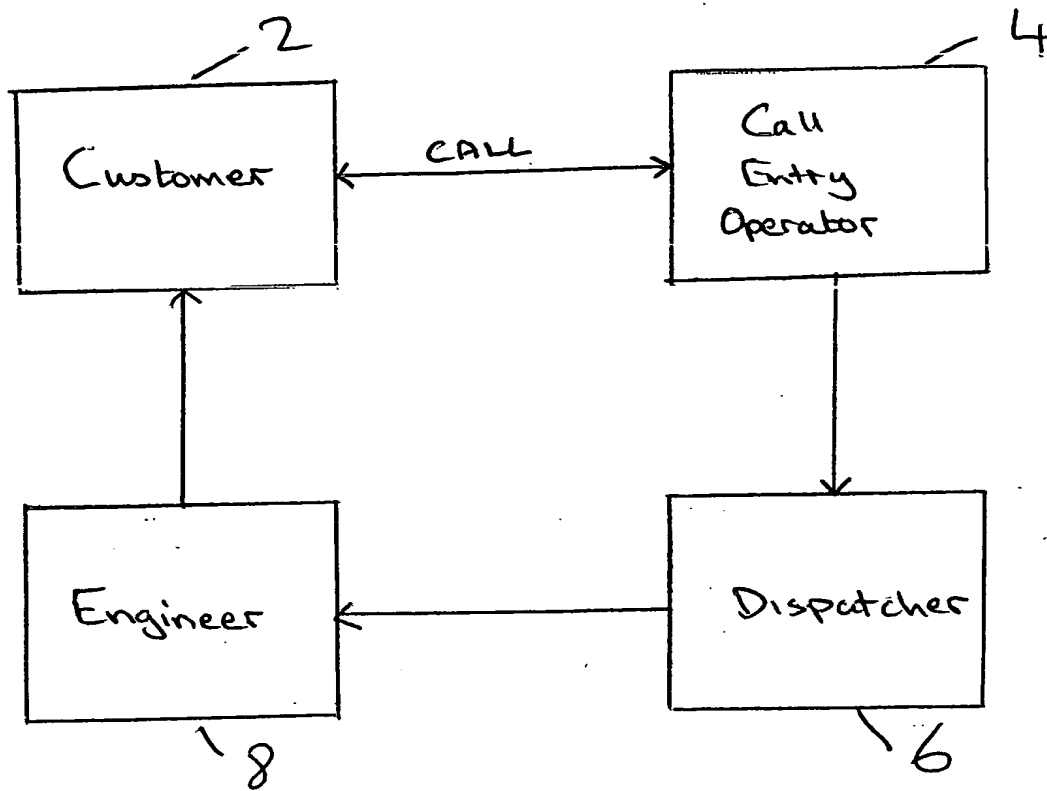 2
4
Customer
CALL
Call
Entry
Operator
Engineer
Dispatcher
8
6